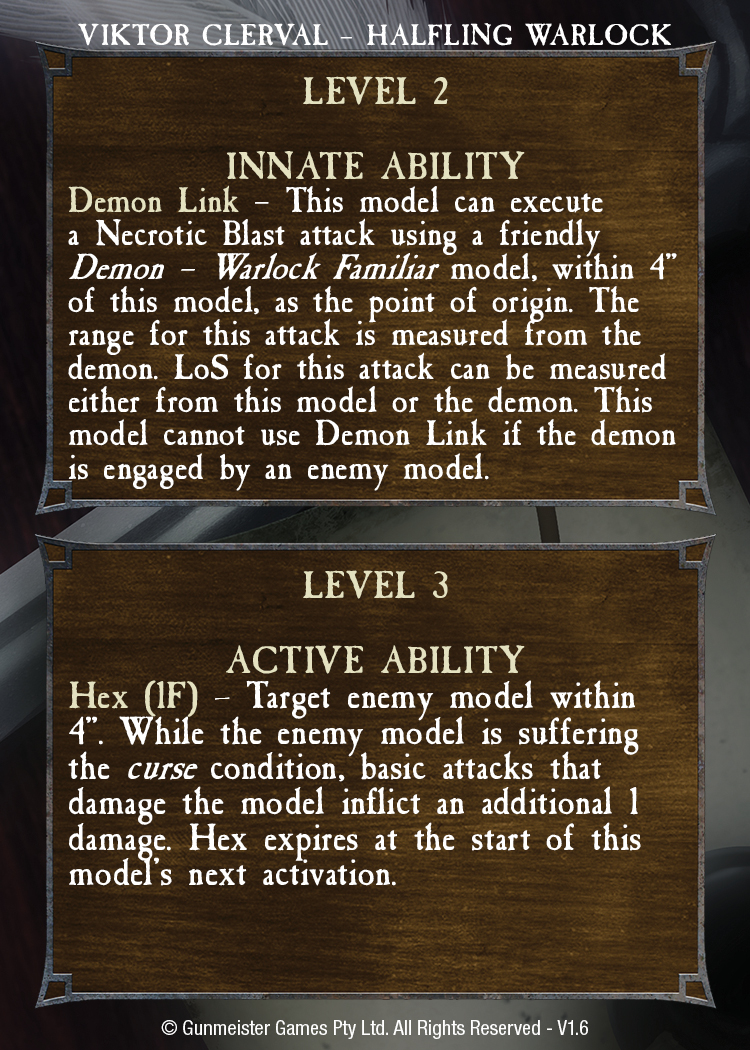 VIKTOR CLERVAL – HALFLING WARLOCK
LEVEL 2
INNATE ABILITY
Demon Link – This model can execute
a Necrotic Blast attack using a friendly
Demon – Warlock Familiar model, within 4”
of this model, as the point of origin. The
range for this attack is measured from the
demon. LoS for this attack can be measured
either from this model or the demon. This
model cannot use Demon Link if the demon
is engaged by an enemy model.
LEVEL 3
ACTIVE ABILITY
Hex (1F) – Target enemy model within
4”. While the enemy model is suffering
the curse condition, basic attacks that
damage the model inflict an additional 1
damage. Hex expires at the start of this
model’s next activation.
© Gunmeister Games Pty Ltd. All Rights Reserved - V1.6